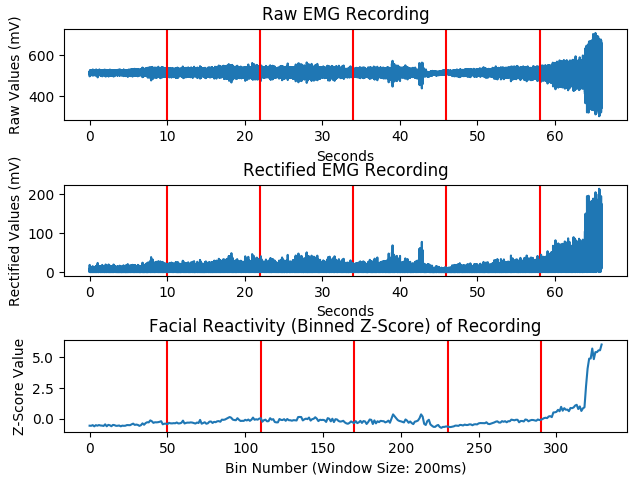 Raw EMG Recording
Raw Values (mV)
600
400
0 10 20 30 40 50 60
Seconds
Rectified EMG Recording
Rectified Values (mV)
200
100
0
0 10 20 30 40 50 60
Seconds
Facial Reactivity (Binned Z-Score) of Recording
Z-Score Value
5.0
2.5
0.0
0 50 100 150 200 250 300
Bin Number (Window Size: 200ms)